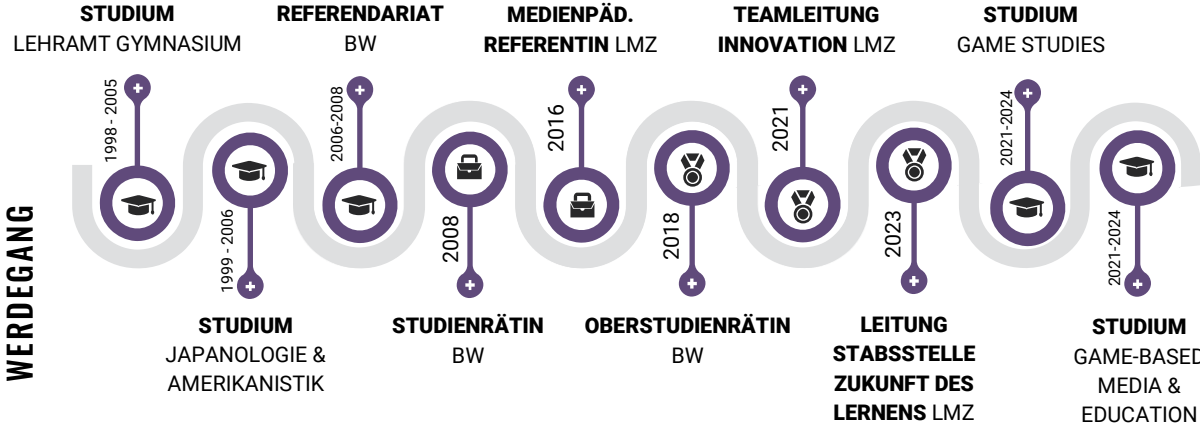 STUDIUM
LEHRAMT GYMNASIUM
1998 - 2005
REFERENDARIAT
BW
2006-2008
MEDIENPÄD.
REFERENTIN LMZ
2016
TEAMLEITUNG
INNOVATION LMZ
2021
STUDIUM
GAME STUDIES
2021-2024
WERDEGANG
1999 - 2006
STUDIUM
JAPANOLOGIE &
AMERIKANISTIK
2008
STUDIENRÄTIN
BW
2018
OBERSTUDIENRÄTIN
BW
2023
LEITUNG
STABSSTELLE
ZUKUNFT DES
LERNENS LMZ
2021-2024
STUDIUM
GAME-BASED
MEDIA &
EDUCATION